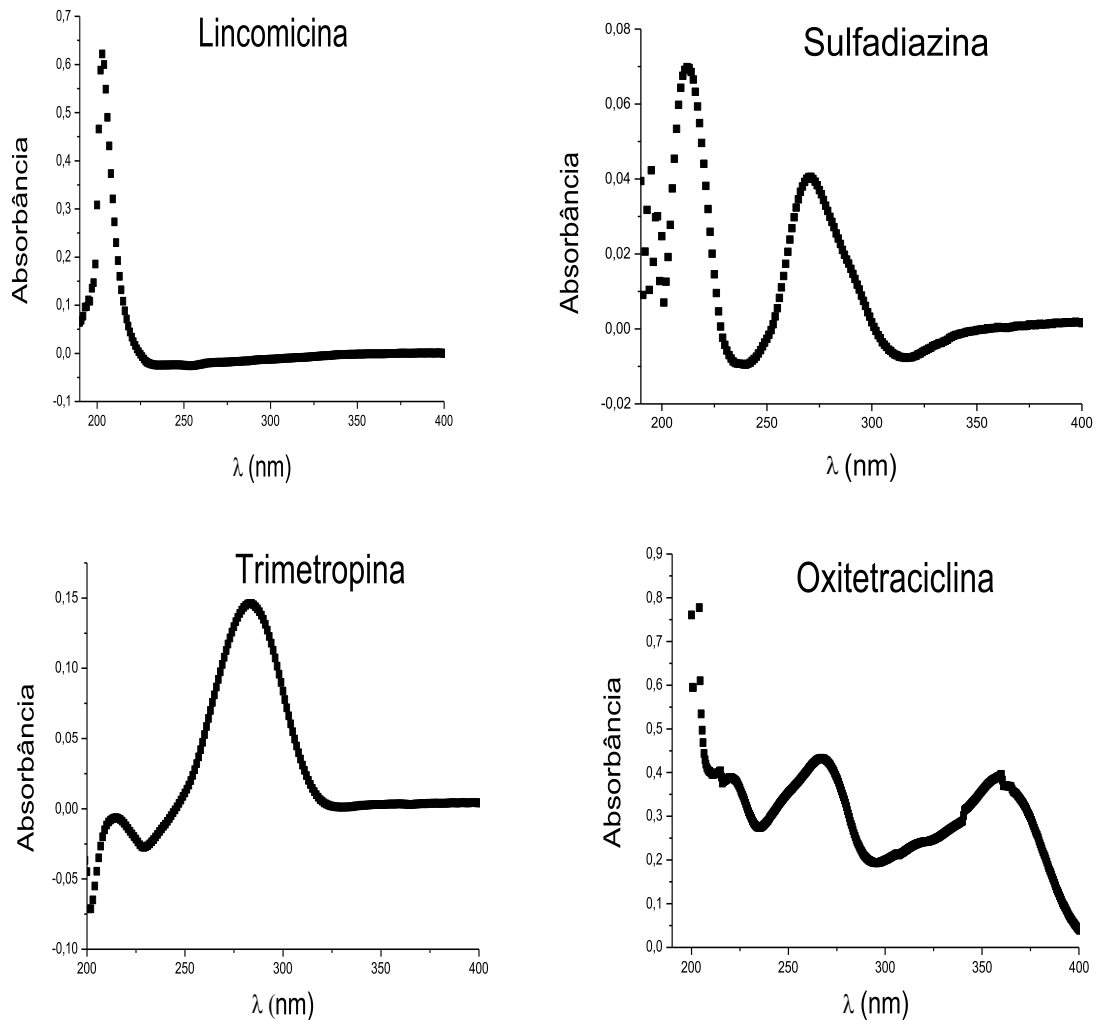 Lincomicina
0,7
0,6
0,5
0,4
0,3
0,2
0,1
0,0
-0,1
Absorbância
200 250 300 350 400
λ (nm)
Sulfadiazina
0,08
0,06
0,04
0,02
0,00
-0,02
Absorbância
200 250 300 350 400
λ (nm)
Trimetropina
0,15
0,10
0,05
0,00
-0,05
-0,10
Absorbância
200 250 300 350 400
λ (nm)
Oxitetraciclina
0,9
0,8
0,7
0,6
0,5
0,4
0,3
0,2
0,1
0,0
Absorbância
200 250 300 350 400
λ (nm)